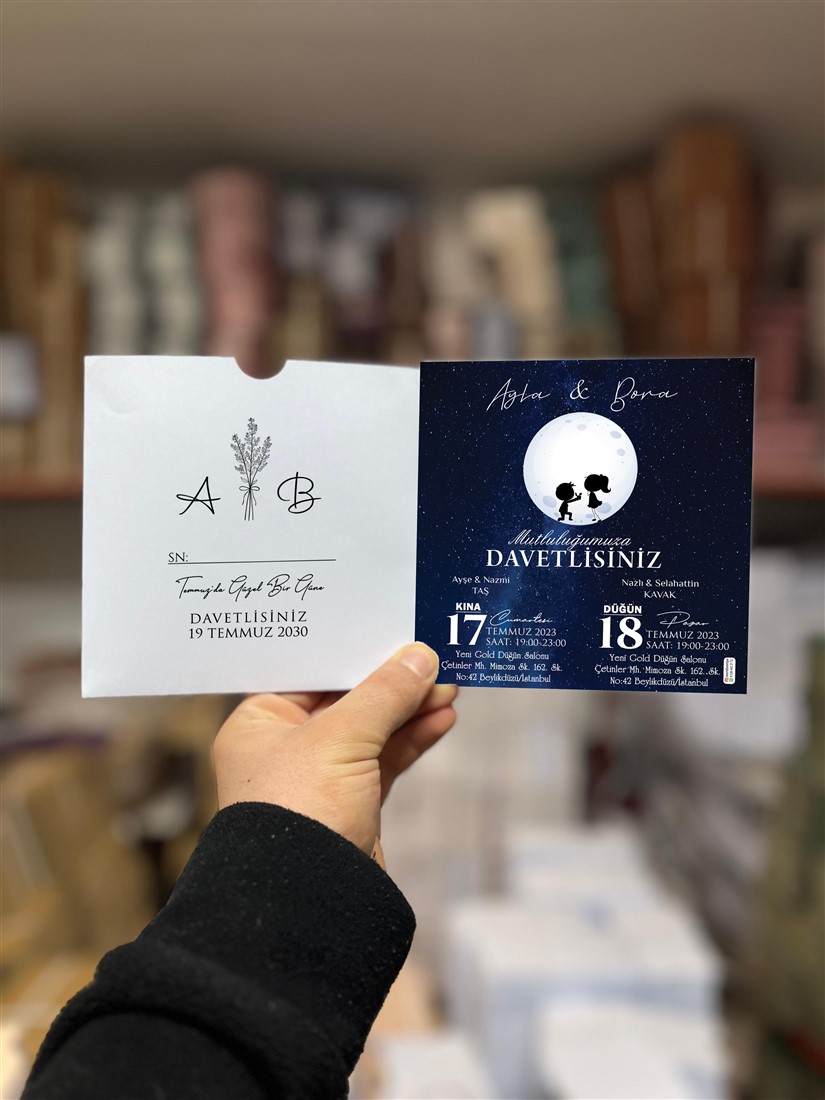 A B
SN:
Temmuz'da Güzel Bir Güne
DAVETLİSİNİZ
19 TEMMUZ 2030
Ayla & Bora
Mutluluğumuza
DAVETLİSİNİZ
Ayşe & Nazmi
TAŞ
KINA
17 Cumartesi
TEMMUZ 2023
SAAT: 19:00-23:00
Yeni Gold Düğün Salonu
Çetinler Mh. Mimoza Sk. 162. Sk.
No:42 Beylikdüzü/İstanbul
Nazlı & Selahattin
KAVAK
DÜĞÜN
18 Pazar
TEMMUZ 2023
SAAT: 19:00-23:00
Yeni Gold Düğün Salonu
Çetinler Mh. Mimoza Sk. 162. Sk.
No:42 Beylikdüzü/İstanbul